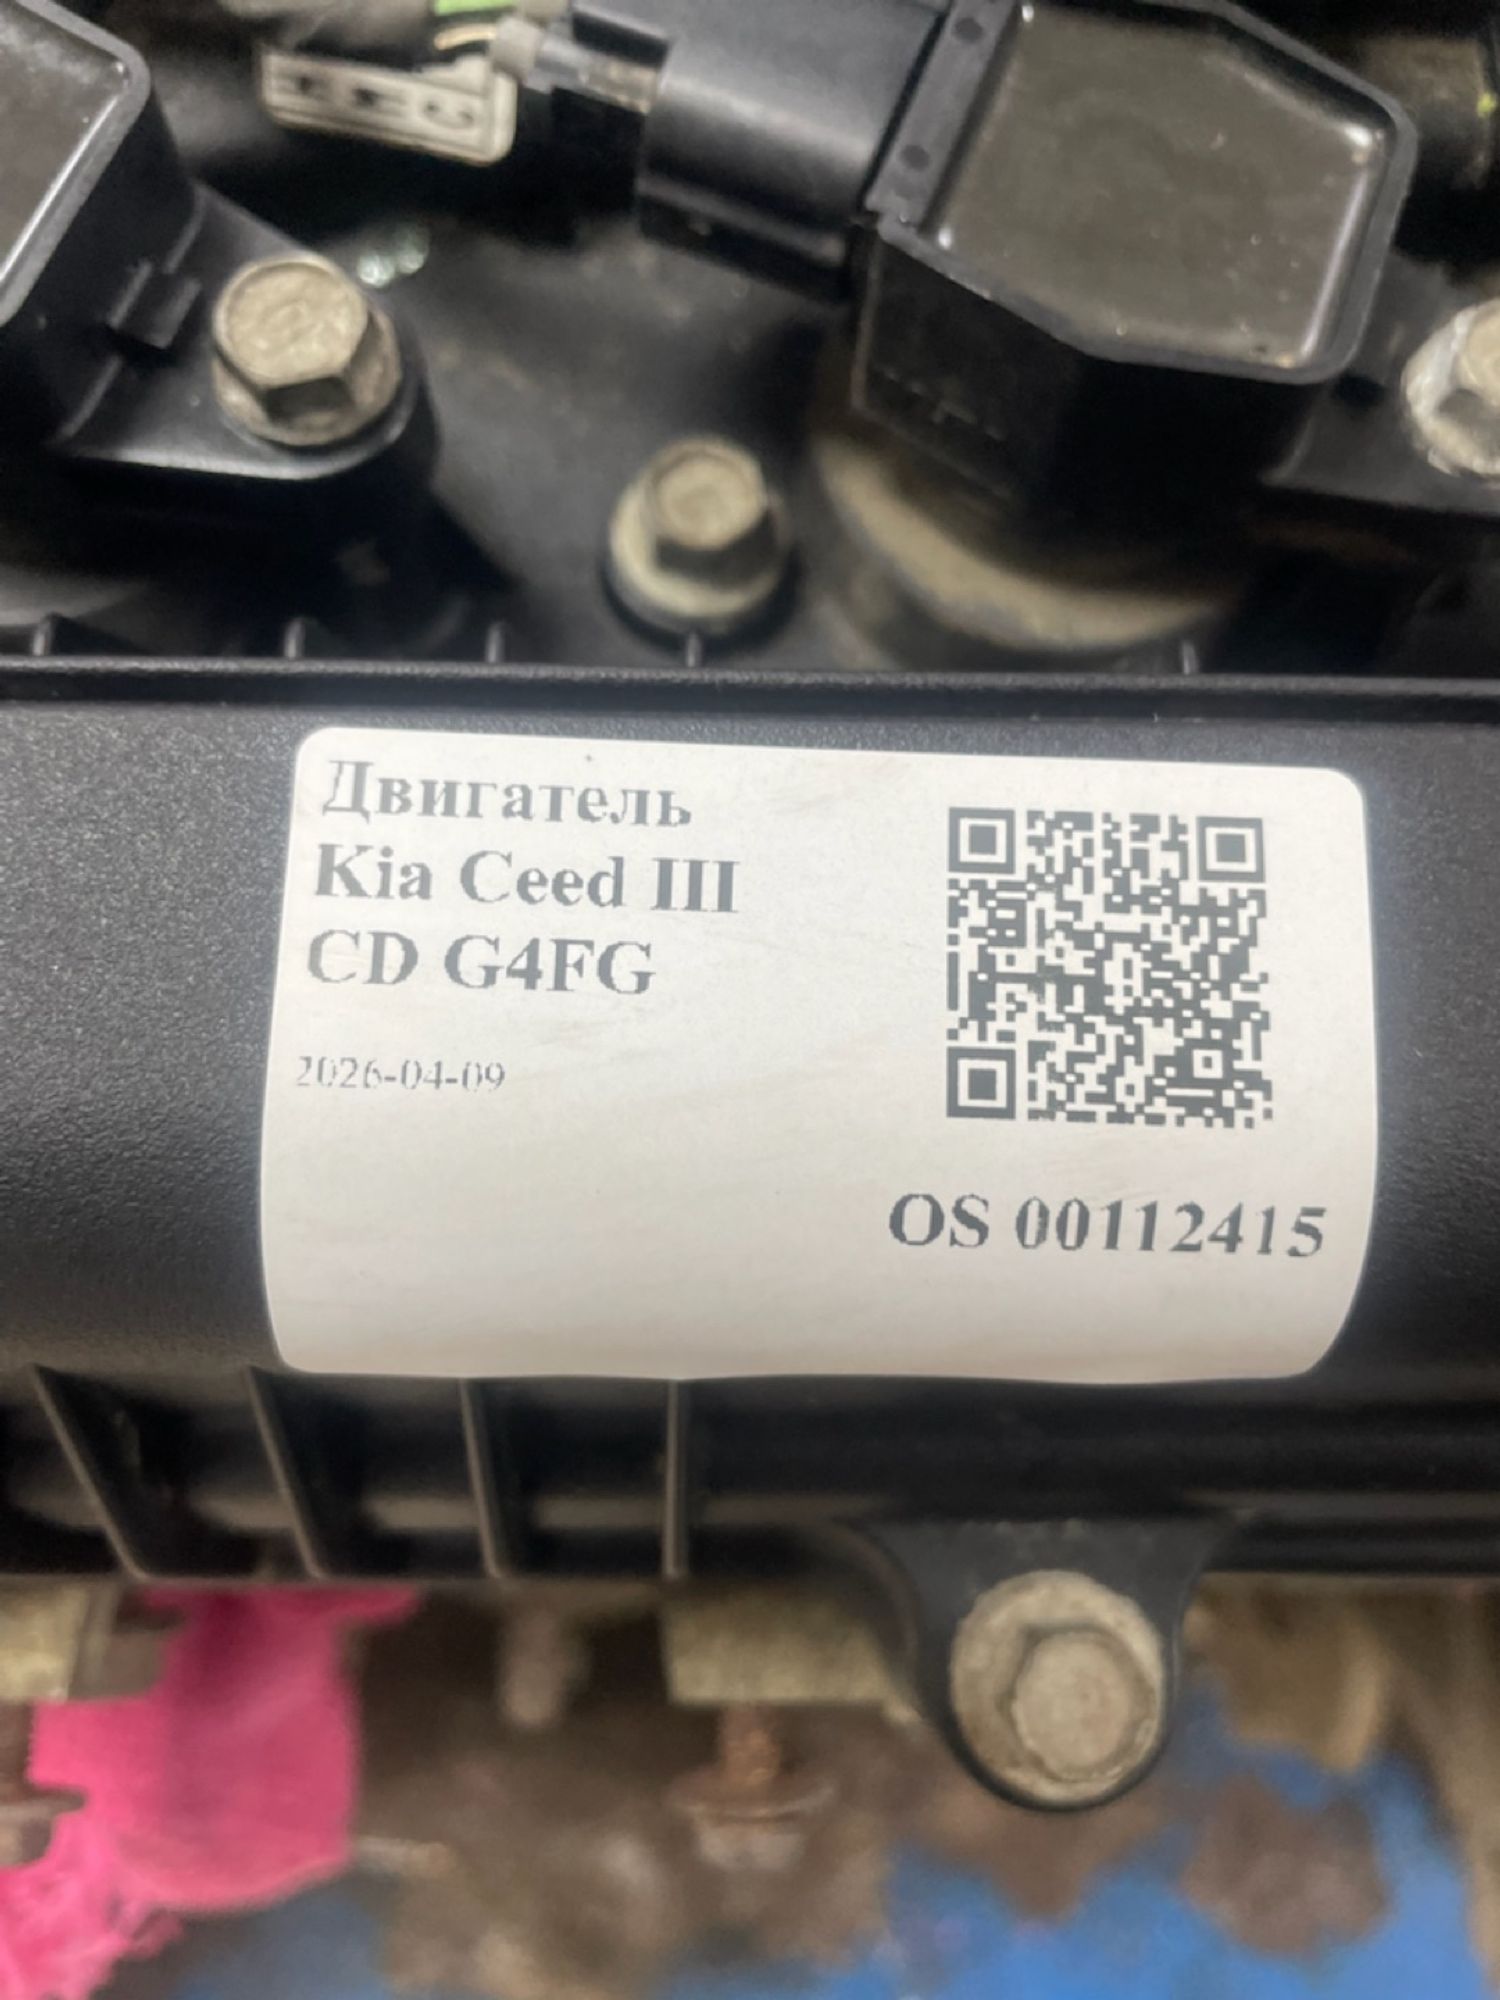 Двигатель
Kia Ceed III
CD G4FG
2026-04-09
OS 00112415